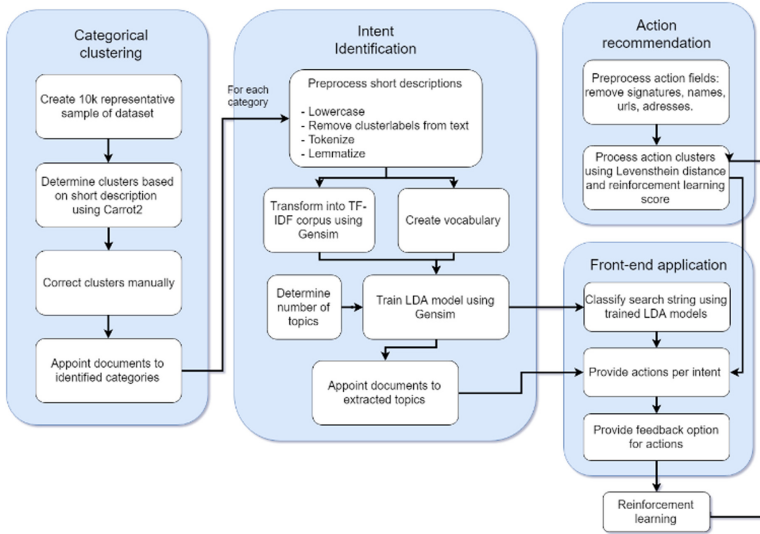 Categorical
clustering
Create 10k representative
sample of dataset
Determine clusters based
on short description
using Carrot2
Correct clusters manually
Appoint documents to
identified categories
For each
category
Intent
Identification
Preprocess short descriptions
- Lowercase
- Remove clusterlabels from text
- Tokenize
- Lemmatize
Transform into TF-
IDF corpus using
Gensim
Create vocabulary
Determine
number of
topics
Train LDA model using
Gensim
Appoint documents to
extracted topics
Action
recommendation
Preprocess action fields:
remove signatures, names,
urls, adresses.
Process action clusters
using Levensthein distance
and reinforcement learning
score
Front-end application
Classify search string using
trained LDA models
Provide actions per intent
Provide feedback option
for actions
Reinforcement
learning